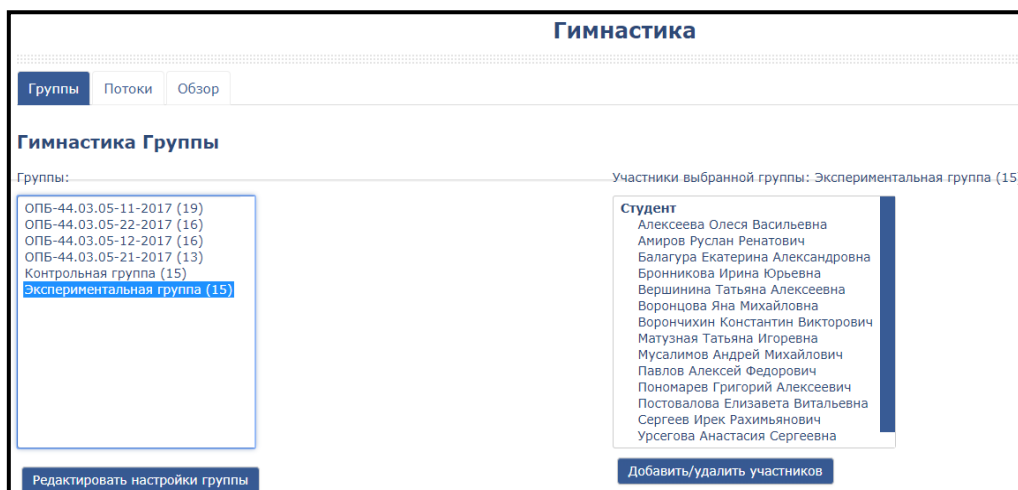 Гимнастика
Группы Потоки Обзор
Гимнастика Группы
Группы:
ОПБ-44.03.05-11-2017 (19)
ОПБ-44.03.05-22-2017 (16)
ОПБ-44.03.05-12-2017 (16)
ОПБ-44.03.05-21-2017 (13)
Контрольная группа (15)
Экспериментальная группа (15)
Редактировать настройки группы
Участники выбранной группы: Экспериментальная группа (15
Студент
Алексеева Олеся Васильевна
Амиров Руслан Ренатович
Балагура Екатерина Александровна
Бронникова Ирина Юрьевна
Вершинина Татьяна Алексеевна
Воронцова Яна Михайловна
Ворончихин Константин Викторович
Матузная Татьяна Игоревна
Мусалимов Андрей Михайлович
Павлов Алексей Федорович
Пономарев Григорий Алексеевич
Постовалова Елизавета Витальевна
Сергеев Ирек Рахимьянович
Урсегова Анастасия Сергеевна
Добавить/удалить участников